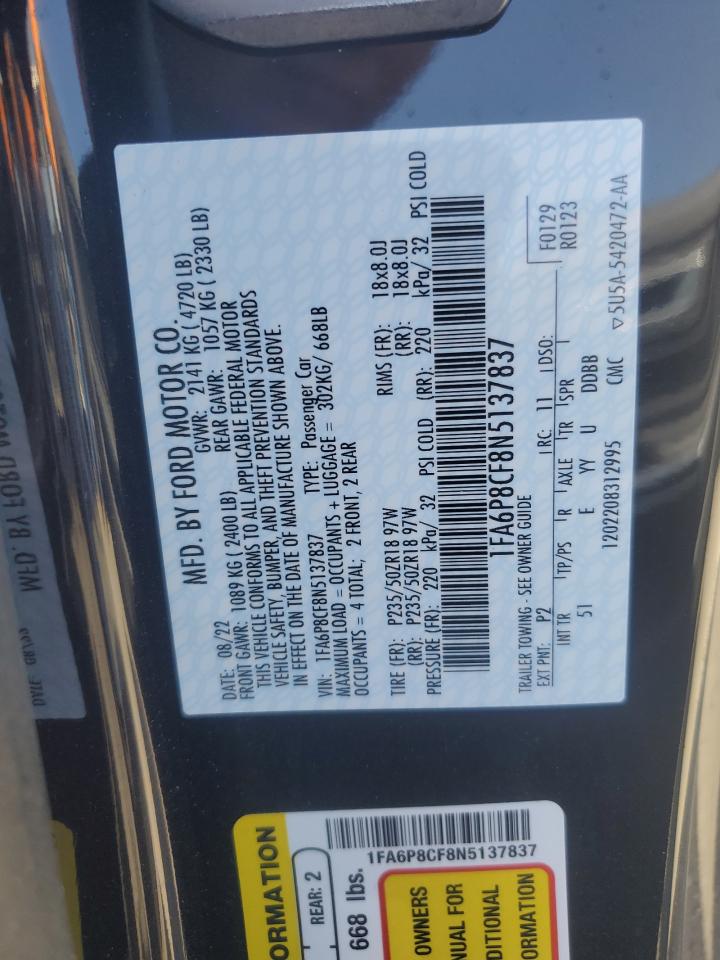 MFD. BY FORD MOTOR CO.
DATE: 08/22 GVWR: 2141 KG ( 4720 LB)
FRONT GAWR: 1089 KG ( 2400 LB) REAR GAWR: 1057 KG ( 2330 LB)
THIS VEHICLE CONFORMS TO ALL APPLICABLE FEDERAL MOTOR
VEHICLE SAFETY, BUMPER, AND THEFT PREVENTION STANDARDS
IN EFFECT ON THE DATE OF MANUFACTURE SHOWN ABOVE.
VIN: 1FA6P8CF8N5137837 TYPE: Passenger Car
MAXIMUM LOAD = OCCUPANTS + LUGGAGE = 302KG/ 668LB
OCCUPANTS = 4 TOTAL; 2 FRONT, 2 REAR
TIRE (FR): P235/50ZR18 97W RIMS (FR): 18x8.0J
(RR): P235/50ZR18 97W (RR): 18x8.0J
PRESSURE (FR): 220 kPa/ 32 PSI COLD (RR): 220 kPa/ 32 PSI COLD
1FA6P8CF8N5137837
TRAILER TOWING - SEE OWNER GUIDE F0129
EXT PNT: P2 RC: 11 DSO: R0123
INT TR TP/PS R AXLE TR SPR
51 E YY U DDBB
1202208312995 CMC ▽5U5A-5420472-AA
ORMATION
REAR: 2
668 lbs.
1FA6P8CF8N5137837
OWNERS
NUAL FOR
DITIONAL
ORMATION